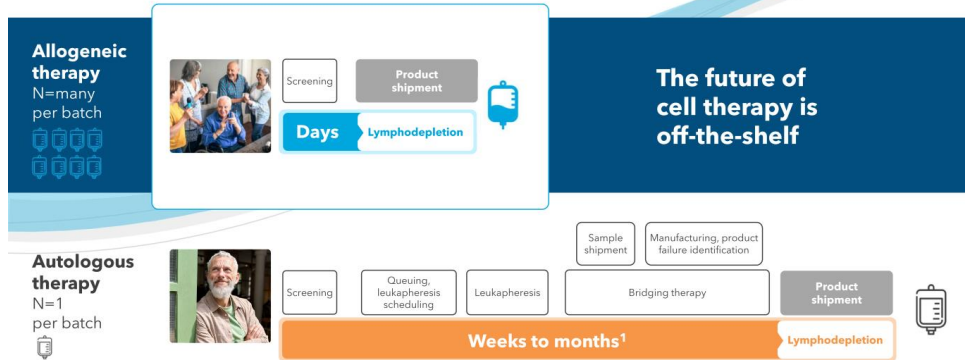 Allogeneic
therapy
N=many
per batch
Screening
Product
shipment
Days
Lymphodepletion
The future of
cell therapy is
off-the-shelf
Autologous
therapy
N=1
per batch
Screening
Queuing,
leukapheresis
scheduling
Leukapheresis
Sample
shipment
Manufacturing, product
failure identification
Bridging therapy
Product
shipment
Weeks to months¹
Lymphodepletion